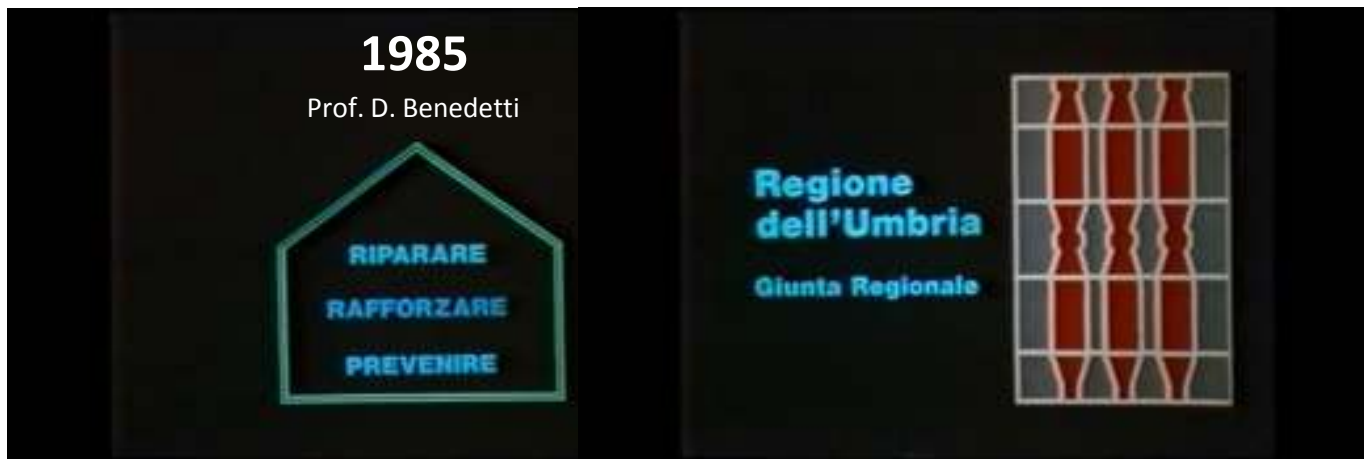 1985
Prof. D. Benedetti
RIPARARE
RAFFORZARE
PREVENIRE
Regione
dell'Umbria
Giunta Regionale